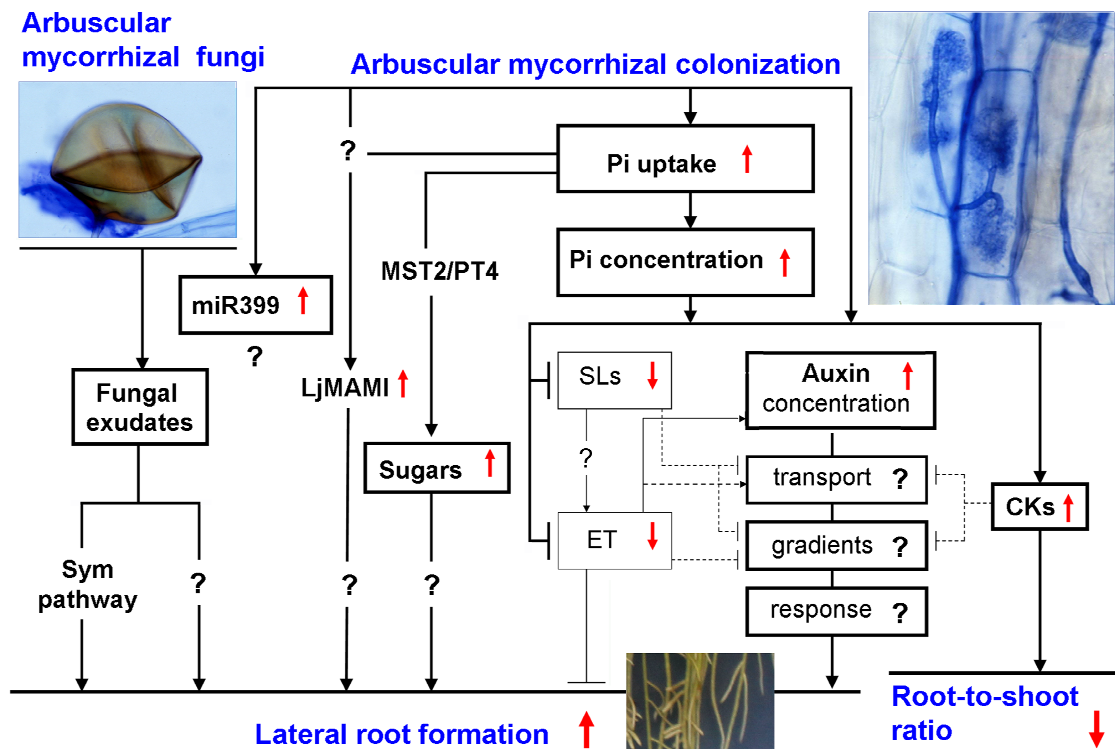 Arbuscular
mycorrhizal fungi
Arbuscular mycorrhizal colonization
?
Pi uptake
MST2/PT4
Pi concentration
miR399
?
LjMAMI
SLs
Auxin
concentration
Fungal
exudates
?
Sugars
transport ?
CKs
ET
gradients ?
Sym
pathway
?
?
?
response ?
Lateral root formation
Root-to-shoot
ratio